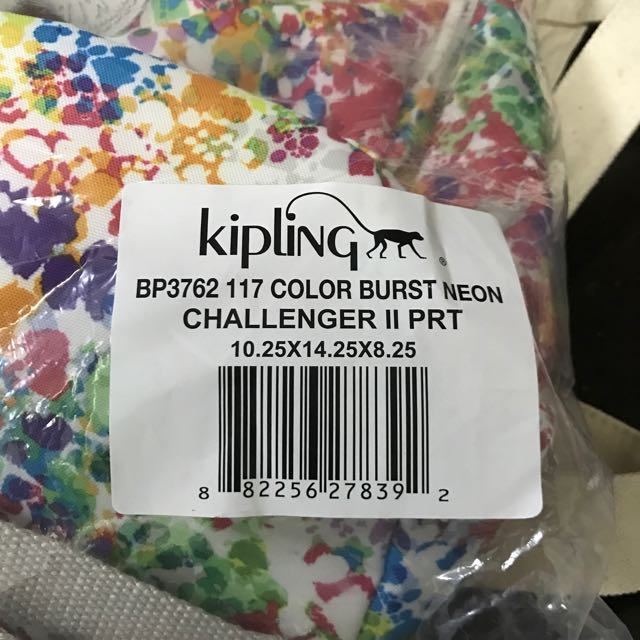 kipling®
BP3762 117 COLOR BURST NEON
CHALLENGER II PRT
10.25X14.25X8.25
8 82256 27839 2